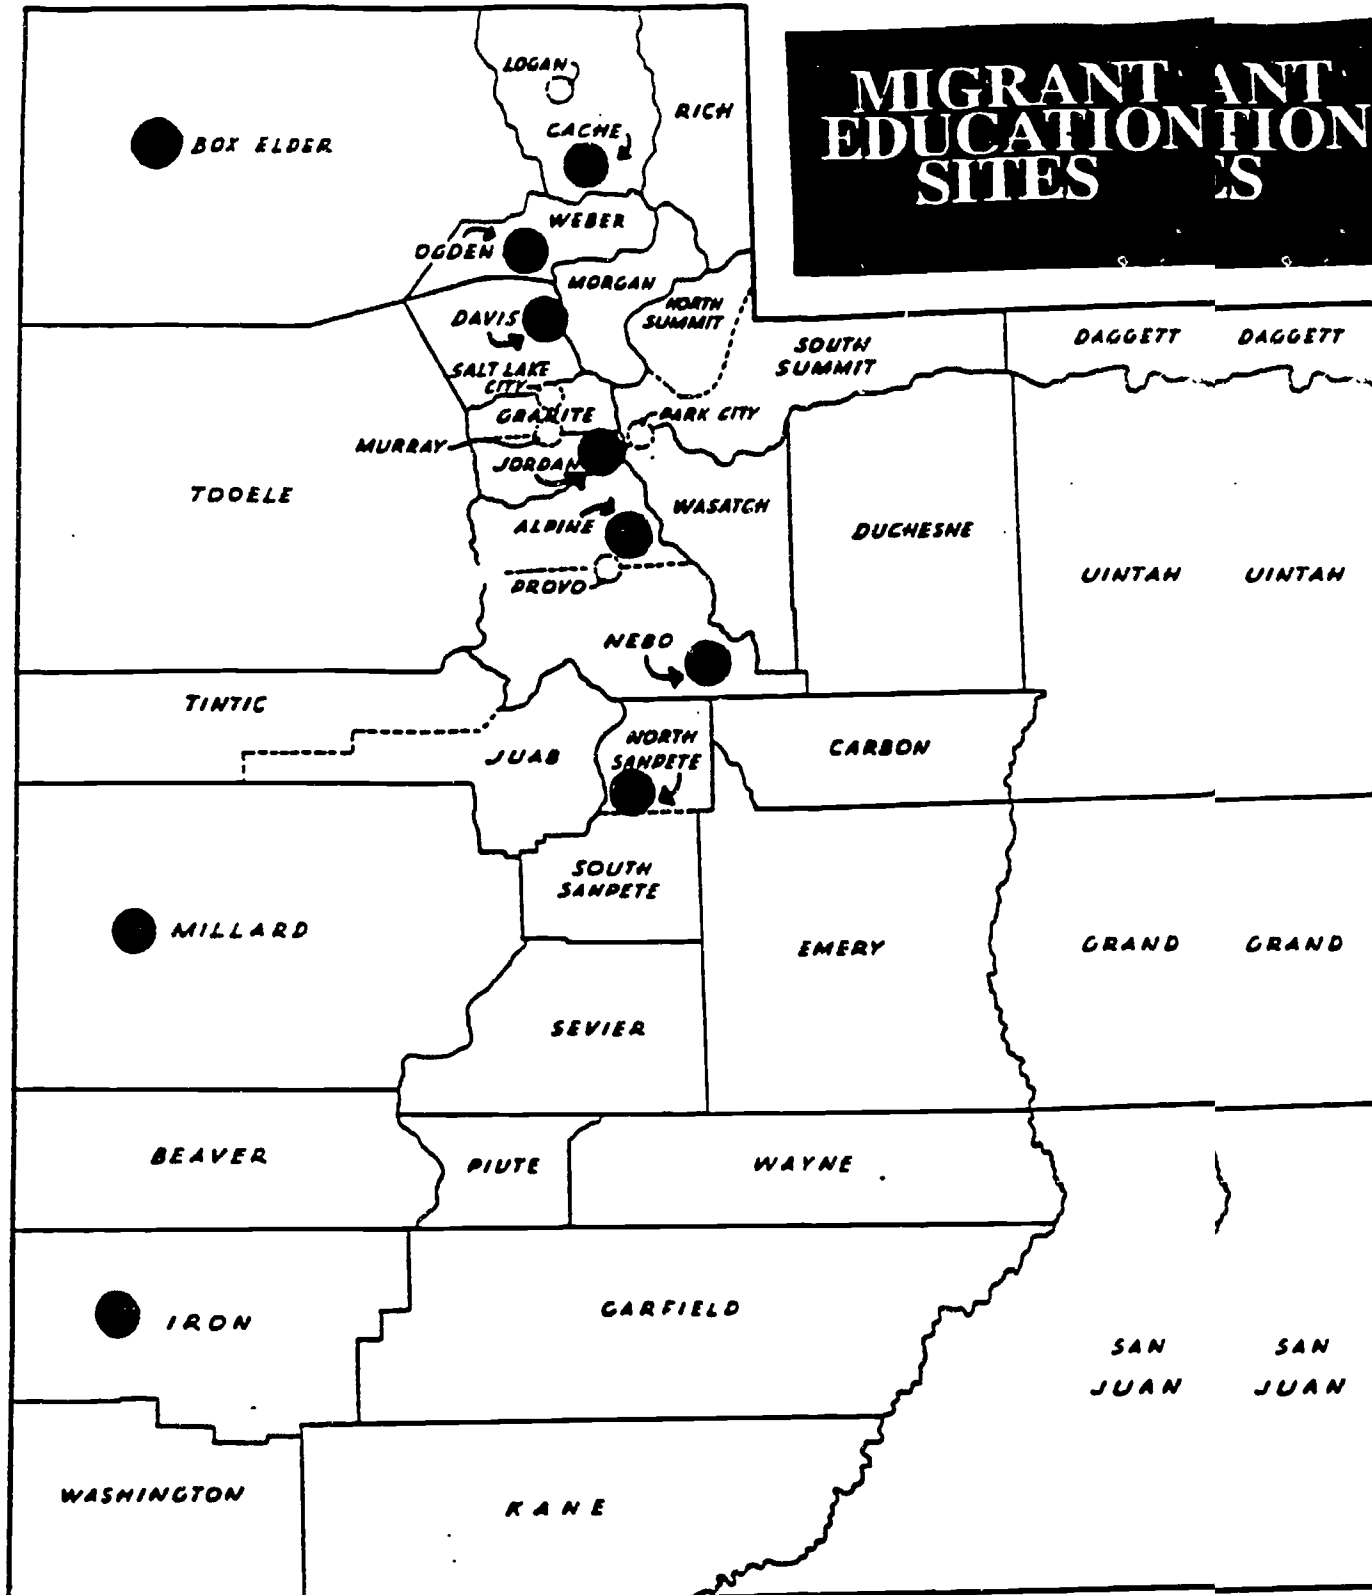 MIGRANT ANT
EDUCATION TION
SITES ES
LOGAN
RICH
CACHE
BOX ELDER
WEBER
OGDEN
MORGAN
NORTH
SUMMIT
DAVIS
SOUTH
SUMMIT
DAGGETT DAGGETT
SALT LAKE
CITY
GRANITE
PARK CITY
MURRAY
JORDAN
TOOELE
WASATCH
ALPINE
DUCHESNE
UINTAH UINTAH
PROVO
NEBO
TINTIC
JUAB
NORTH
SANPETE
CARBON
SOUTH
SANPETE
MILLARD
EMERY
GRAND GRAND
SEVIER
BEAVER
PIUTE
WAYNE
IRON
GARFIELD
SAN SAN
JUAN JUAN
WASHINGTON
KANE